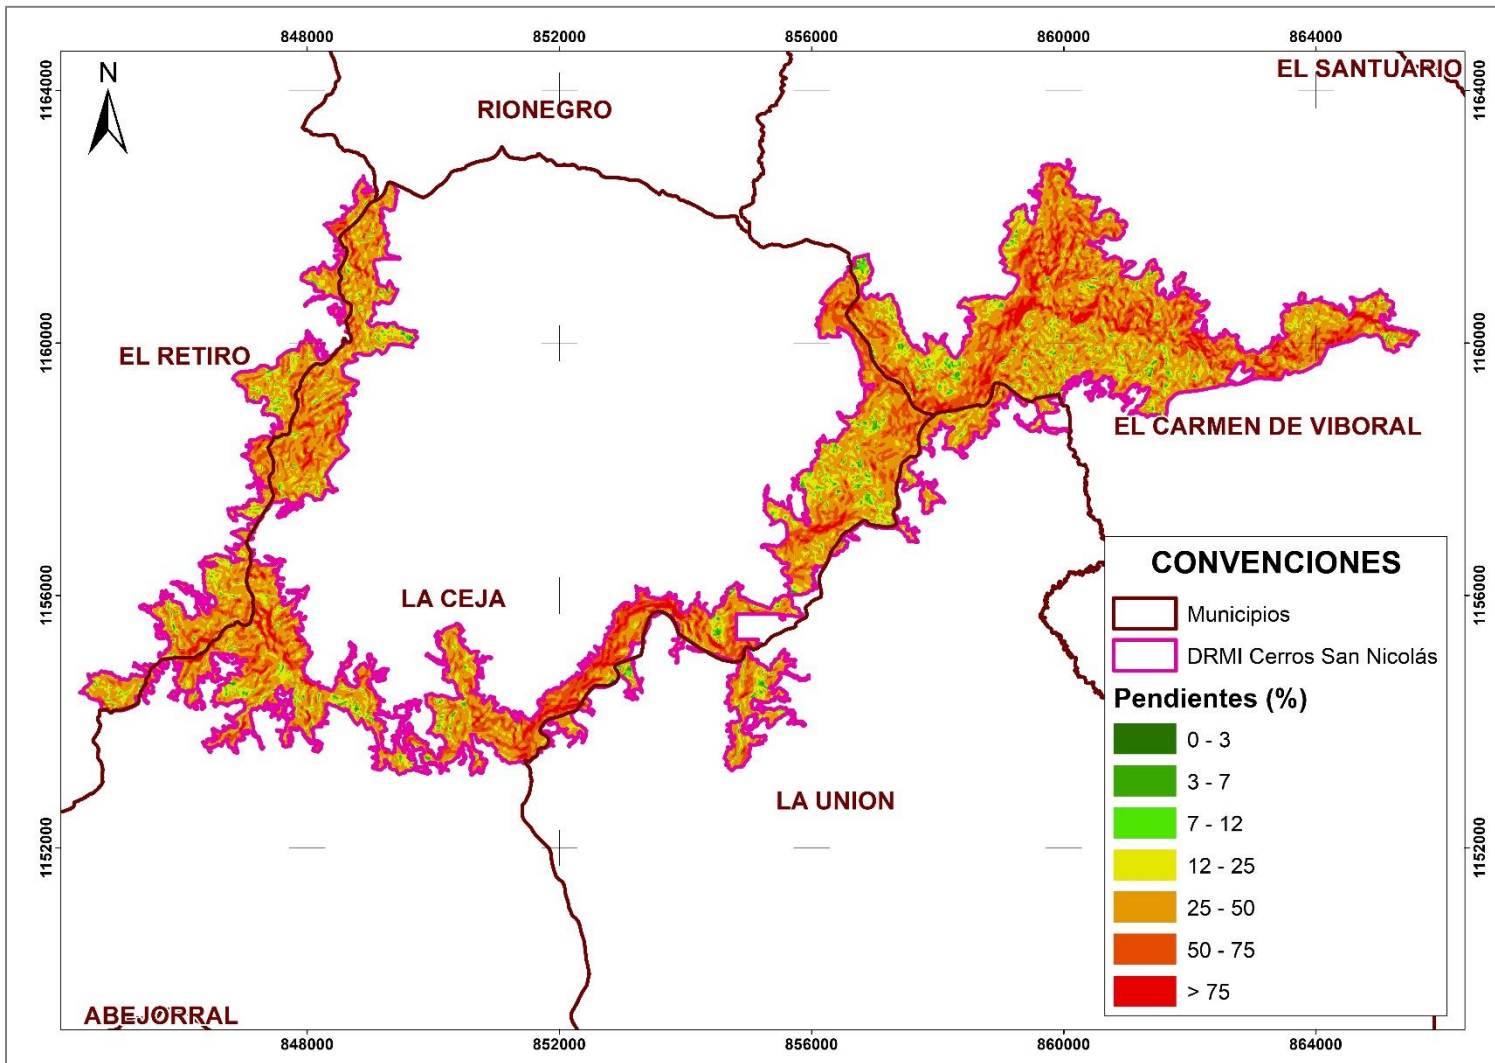 848000
852000
856000
860000
864000
N
EL SANTUARIO
1164000
1164000
RIONEGRO
1160000
1160000
EL RETIRO
EL CARMEN DE VIBORAL
1156000
1156000
LA CEJA
CONVENCIONES
Municipios
DRMI Cerros San Nicolás
Pendientes (%)
0 - 3
3 - 7
7 - 12
12 - 25
25 - 50
50 - 75
> 75
LA UNION
1152000
1152000
ABEJORRAL
848000
852000
856000
860000
864000